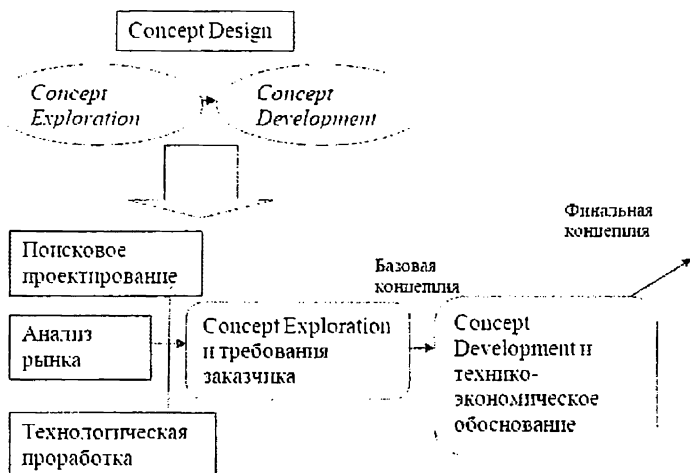 Concept Design
Concept
Exploration
Concept
Development
Финальная
концепция
Поисковое
проектирование
Базовая
концепция
Анализ
рынка
Concept Exploration
и требования
заказчика
Concept
Development и
технико-
экономическое
обоснование
Технологическая
проработка